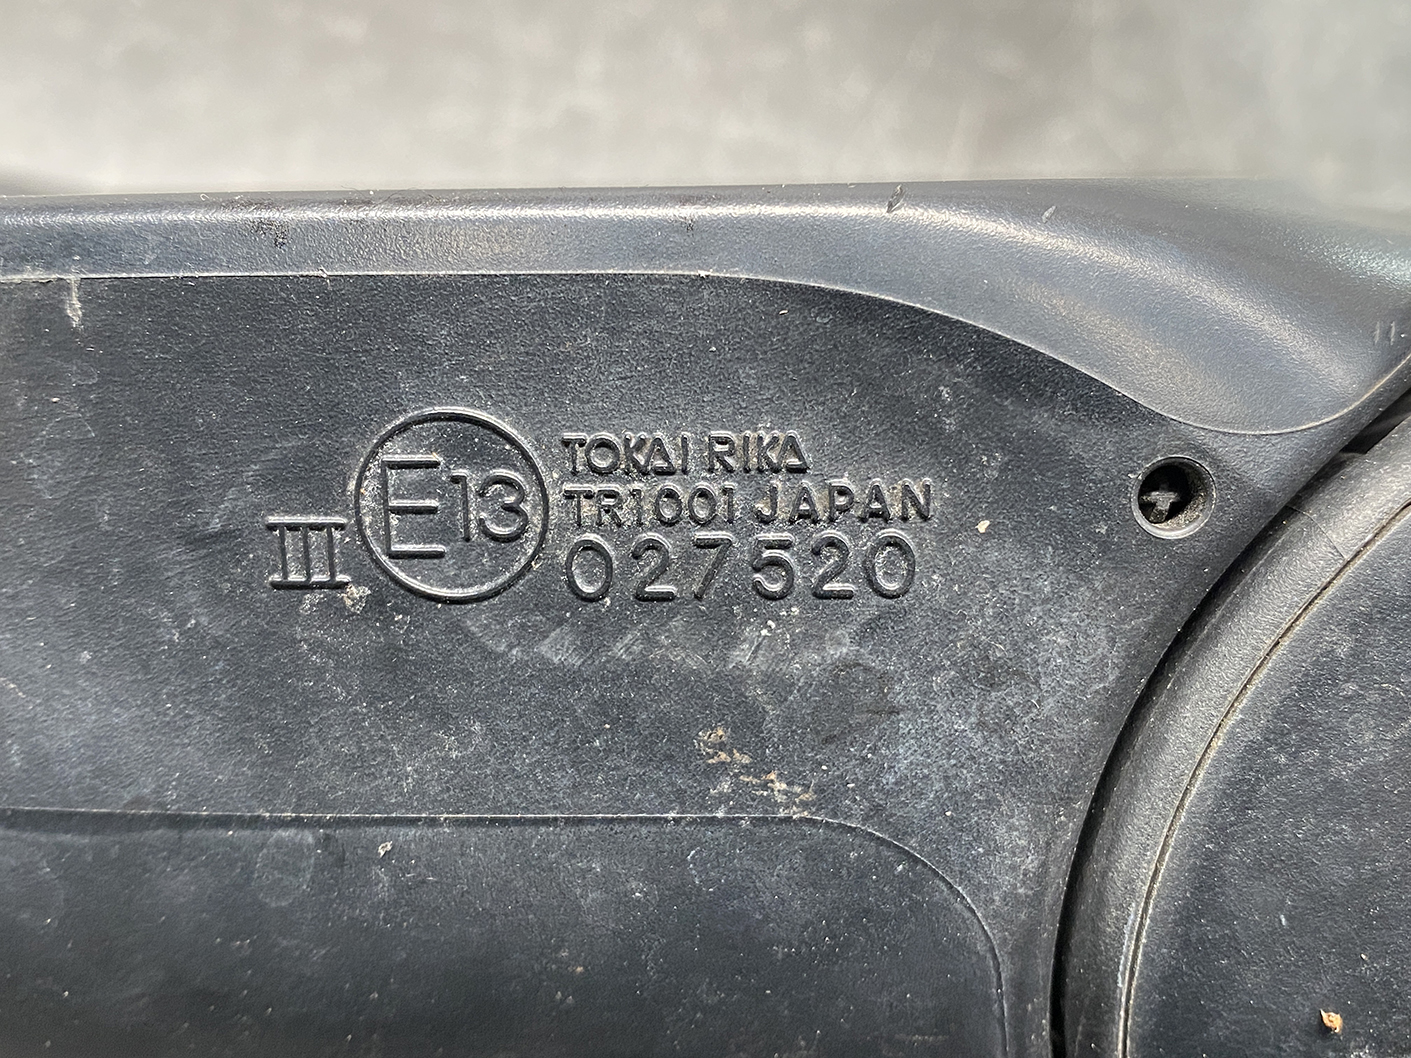 III
E13
TOKAI RIKA
TR1001 JAPAN
027520